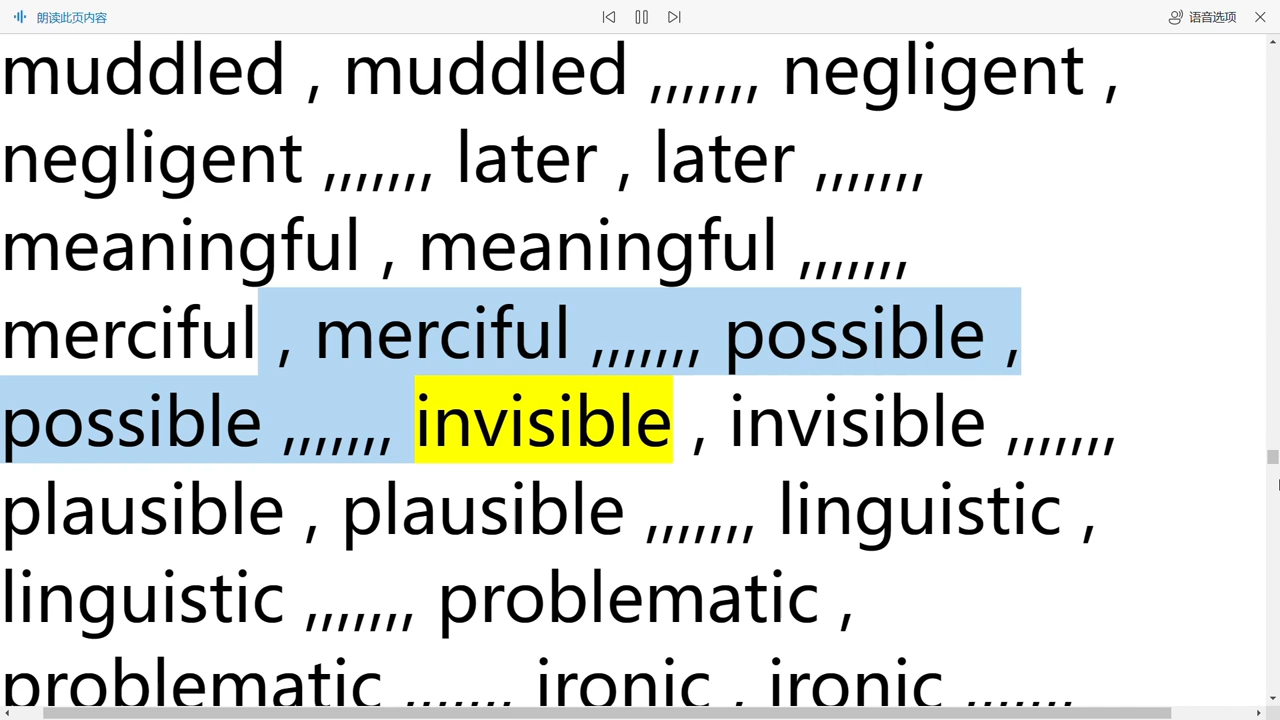 朗读此页内容 语音选项
muddled , muddled ,,,,,,, negligent ,
negligent ,,,,,,, later , later ,,,,,,,
meaningful , meaningful ,,,,,,,
merciful , merciful ,,,,,,, possible ,
possible ,,,,,,, invisible , invisible ,,,,,,,
plausible , plausible ,,,,,,, linguistic ,
linguistic ,,,,,,, problematic ,
problematic ,,,,,,, ironic , ironic ,,,,,,,